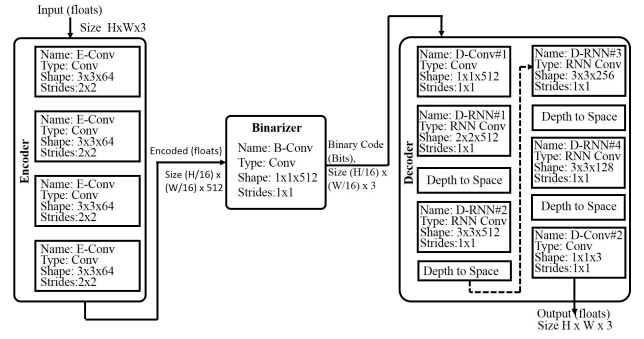 Input (floats)
Size HxWx3
Encoder
Name: E-Conv
Type: Conv
Shape: 3x3x64
Strides:2x2
Name: E-Conv
Type: Conv
Shape: 3x3x64
Strides:2x2
Name: E-Conv
Type: Conv
Shape: 3x3x64
Strides:2x2
Name: E-Conv
Type: Conv
Shape: 3x3x64
Strides:2x2
Encoded (floats)
Size (H/16) x
(W/16) x 512
Binarizer
Name: B-Conv
Type: Conv
Shape: 1x1x512
Strides:1x1
Binary Code
(Bits),
Size (H/16) x
(W/16) x 3
Decoder
Name: D-Conv#1
Type: Conv
Shape: 1x1x512
Strides:1x1
Name: D-RNN#1
Type: RNN Conv
Shape: 2x2x512
Strides:1x1
Depth to Space
Name: D-RNN#2
Type: RNN Conv
Shape: 3x3x512
Strides:1x1
Depth to Space
Name: D-RNN#3
Type: RNN Conv
Shape: 3x3x256
Strides:1x1
Depth to Space
Name: D-RNN#4
Type: RNN Conv
Shape: 3x3x128
Strides:1x1
Depth to Space
Name: D-Conv#2
Type: Conv
Shape: 1x1x3
Strides:1x1
Output (floats)
Size H x W x 3